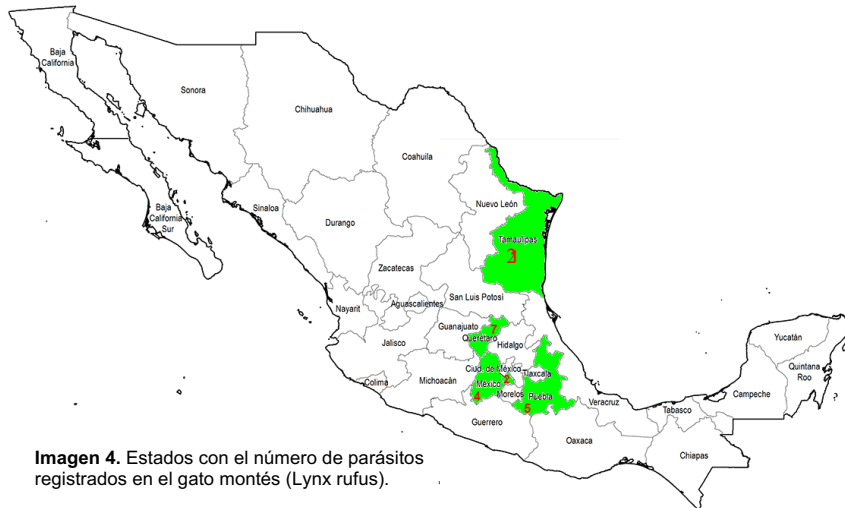 Baja
California
Sonora
Chihuahua
Coahuila
Nuevo León
Baja
California
Sur
Sinaloa
Durango
Tamaulipas
Zacatecas
San Luis Potosí
Nayarit
Aguascalientes
Guanajuato
7
Querétaro
Jalisco
Hidalgo
Yucatán
Quintana
Roo
Campeche
Colima
Michoacán
Ciud. de México
Tlaxcala
México
2
4
Morelos
Puebla
5
Veracruz
Tabasco
Guerrero
Oaxaca
Chiapas
Imagen 4. Estados con el número de parásitos
registrados en el gato montés (Lynx rufus).